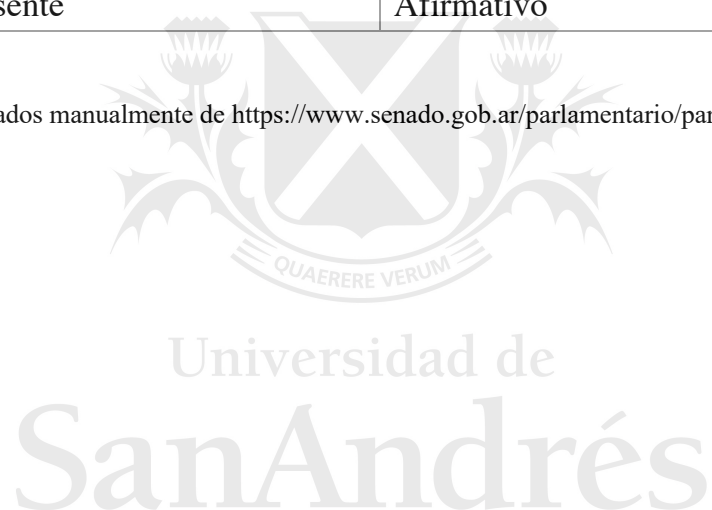 sente Afirmativo
ados manualmente de https://www.senado.gob.ar/parlamentario/par
QUAERERE VERUM
Universidad de
SanAndrés